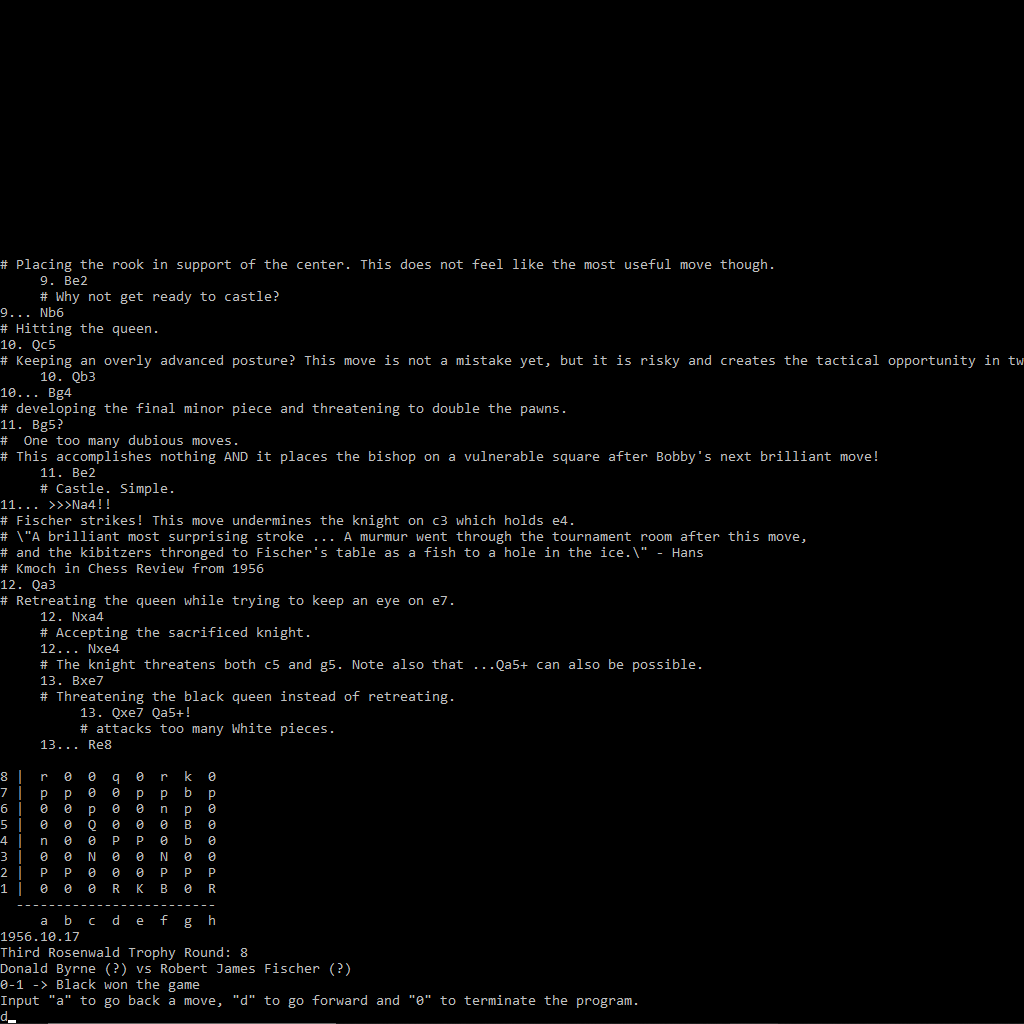 # Placing the rook in support of the center. This does not feel like the most useful move though.
9. Be2
# Why not get ready to castle?
9... Nb6
# Hitting the queen.
10. Qc5
# Keeping an overly advanced posture? This move is not a mistake yet, but it is risky and creates the tactical opportunity in tw
10. Qb3
10... Bg4
# developing the final minor piece and threatening to double the pawns.
11. Bg5?
#  One too many dubious moves.
# This accomplishes nothing AND it places the bishop on a vulnerable square after Bobby's next brilliant move!
11. Be2
# Castle. Simple.
11... >>>Na4!!
# Fischer strikes! This move undermines the knight on c3 which holds e4.
# \"A brilliant most surprising stroke ... A murmur went through the tournament room after this move,
# and the kibitzers thronged to Fischer's table as a fish to a hole in the ice.\" - Hans
# Kmoch in Chess Review from 1956
12. Qa3
# Retreating the queen while trying to keep an eye on e7.
12. Nxa4
# Accepting the sacrificed knight.
12... Nxe4
# The knight threatens both c5 and g5. Note also that ...Qa5+ can also be possible.
13. Bxe7
# Threatening the black queen instead of retreating.
13. Qxe7 Qa5+!
# attacks too many White pieces.
13... Re8
8 |  r  0  0  q  0  r  k  0
7 |  p  p  0  0  p  p  b  p
6 |  0  0  p  0  0  n  p  0
5 |  0  0  Q  0  0  0  B  0
4 |  n  0  0  P  P  0  b  0
3 |  0  0  N  0  0  N  0  0
2 |  P  P  0  0  0  P  P  P
1 |  0  0  0  R  K  B  0  R
-------------------------
a  b  c  d  e  f  g  h
1956.10.17
Third Rosenwald Trophy Round: 8
Donald Byrne (?) vs Robert James Fischer (?)
0-1 -> Black won the game
Input "a" to go back a move, "d" to go forward and "0" to terminate the program.
d_